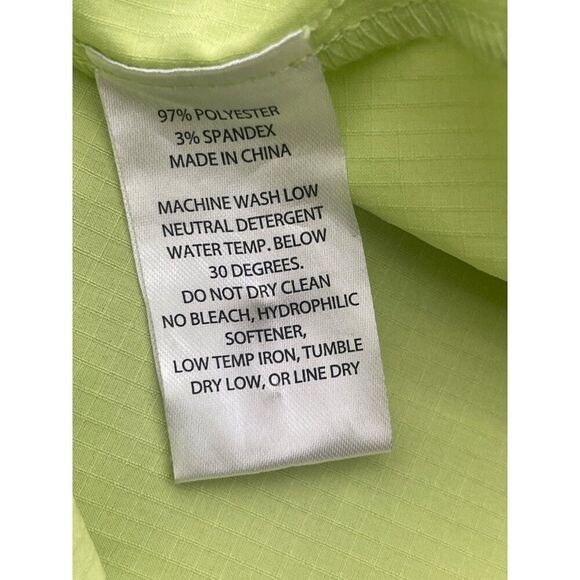 97% POLYESTER
3% SPANDEX
MADE IN CHINA
MACHINE WASH LOW
NEUTRAL DETERGENT
WATER TEMP. BELOW
30 DEGREES.
DO NOT DRY CLEAN
NO BLEACH, HYDROPHILIC
SOFTENER,
LOW TEMP IRON, TUMBLE
DRY LOW, OR LINE DRY